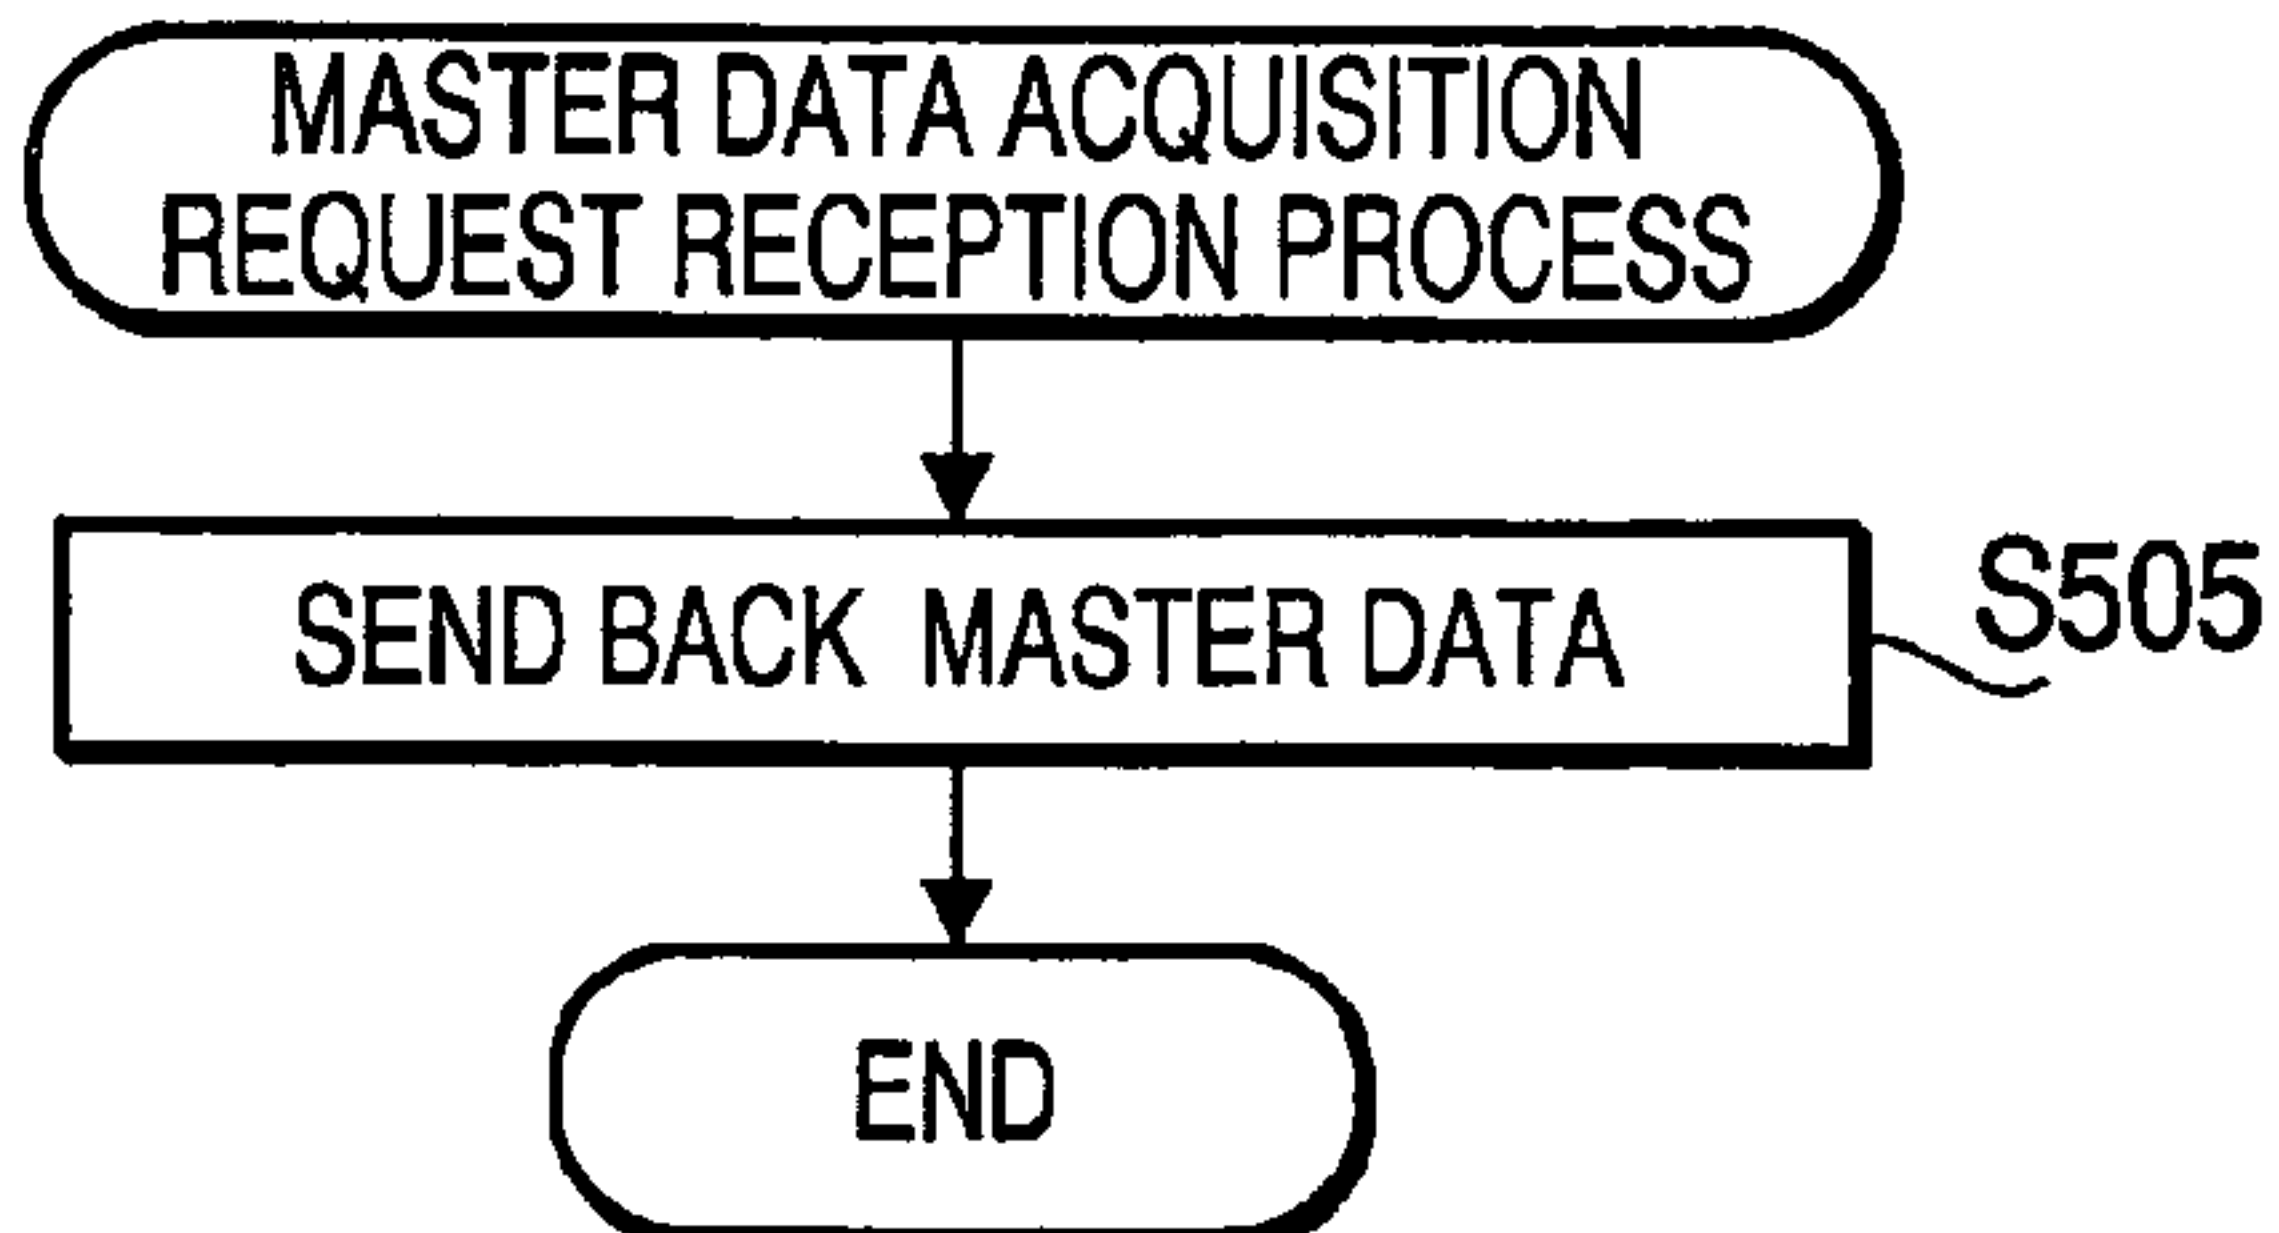 MASTER DATA ACQUISITION
REQUEST RECEPTION PROCESS
SEND BACK MASTER DATA
S505
END